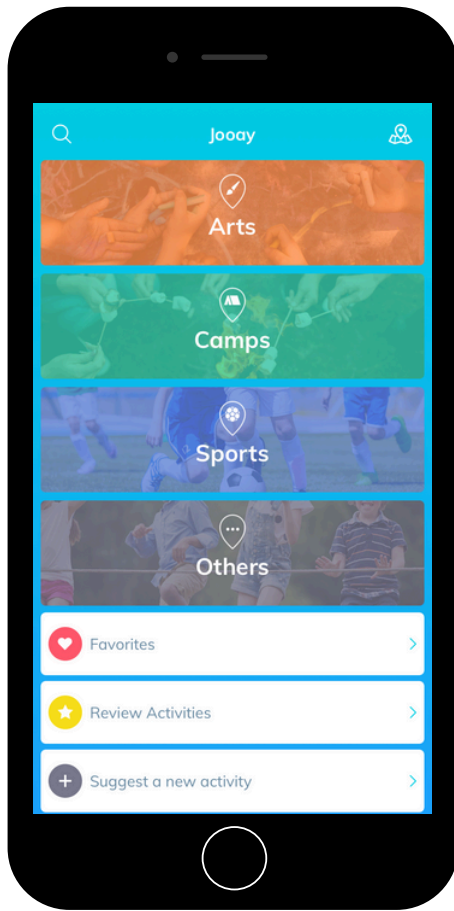 Jooay
Arts
Camps
Sports
Others
Favorites
Review Activities
Suggest a new activity